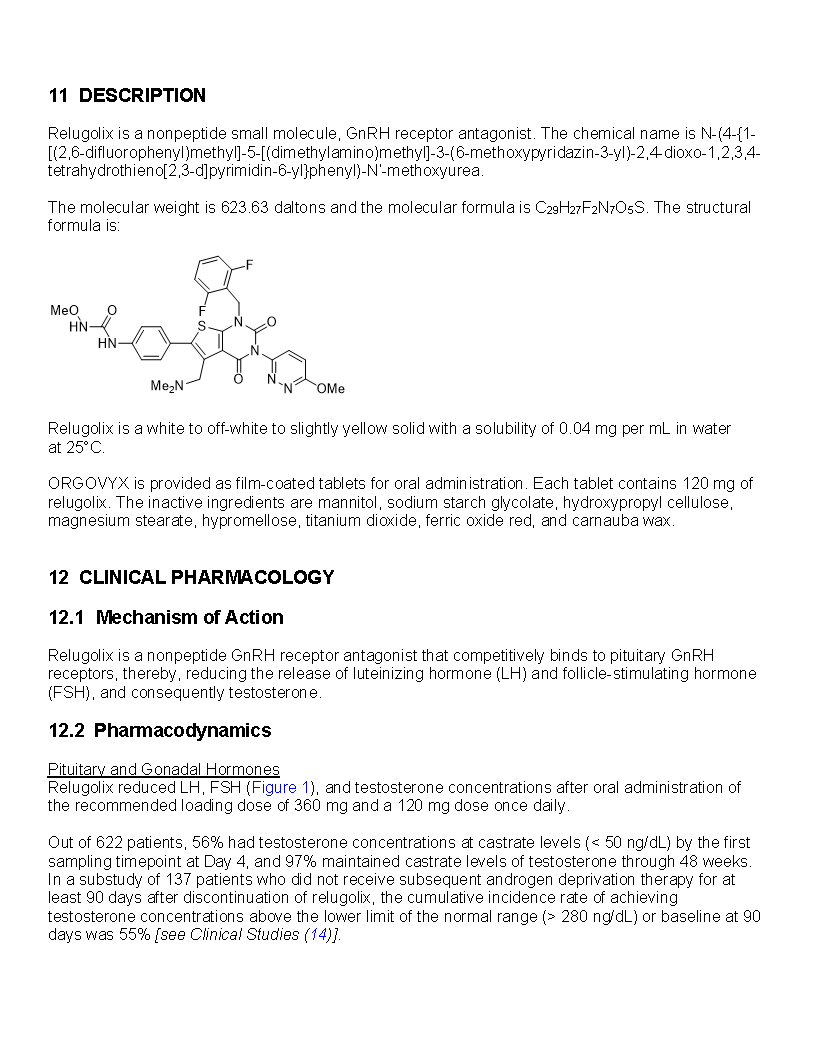 11 DESCRIPTION
Relugolix is a nonpeptide small molecule, GnRH receptor antagonist. The chemical name is N-(4-{1-
[(2,6-difluorophenyl)methyl]-5-[(dimethylamino)methyl]-3-(6-methoxypyridazin-3-yl)-2,4-dioxo-1,2,3,4-
tetrahydrothieno[2,3-d]pyrimidin-6-yl}phenyl)-N'-methoxyurea.
The molecular weight is 623.63 daltons and the molecular formula is C₂₉H₂₇F₂N₇O₅S. The structural
formula is:
F
MeO
O
F
HN
S
N
O
HN
N
Me₂N
O
N
N
OMe
Relugolix is a white to off-white to slightly yellow solid with a solubility of 0.04 mg per mL in water
at 25°C.
ORGOVYX is provided as film-coated tablets for oral administration. Each tablet contains 120 mg of
relugolix. The inactive ingredients are mannitol, sodium starch glycolate, hydroxypropyl cellulose,
magnesium stearate, hypromellose, titanium dioxide, ferric oxide red, and carnauba wax.
12 CLINICAL PHARMACOLOGY
12.1 Mechanism of Action
Relugolix is a nonpeptide GnRH receptor antagonist that competitively binds to pituitary GnRH
receptors, thereby, reducing the release of luteinizing hormone (LH) and follicle-stimulating hormone
(FSH), and consequently testosterone.
12.2 Pharmacodynamics
Pituitary and Gonadal Hormones
Relugolix reduced LH, FSH (Figure 1), and testosterone concentrations after oral administration of
the recommended loading dose of 360 mg and a 120 mg dose once daily.
Out of 622 patients, 56% had testosterone concentrations at castrate levels (< 50 ng/dL) by the first
sampling timepoint at Day 4, and 97% maintained castrate levels of testosterone through 48 weeks.
In a substudy of 137 patients who did not receive subsequent androgen deprivation therapy for at
least 90 days after discontinuation of relugolix, the cumulative incidence rate of achieving
testosterone concentrations above the lower limit of the normal range (> 280 ng/dL) or baseline at 90
days was 55% [see Clinical Studies (14)].